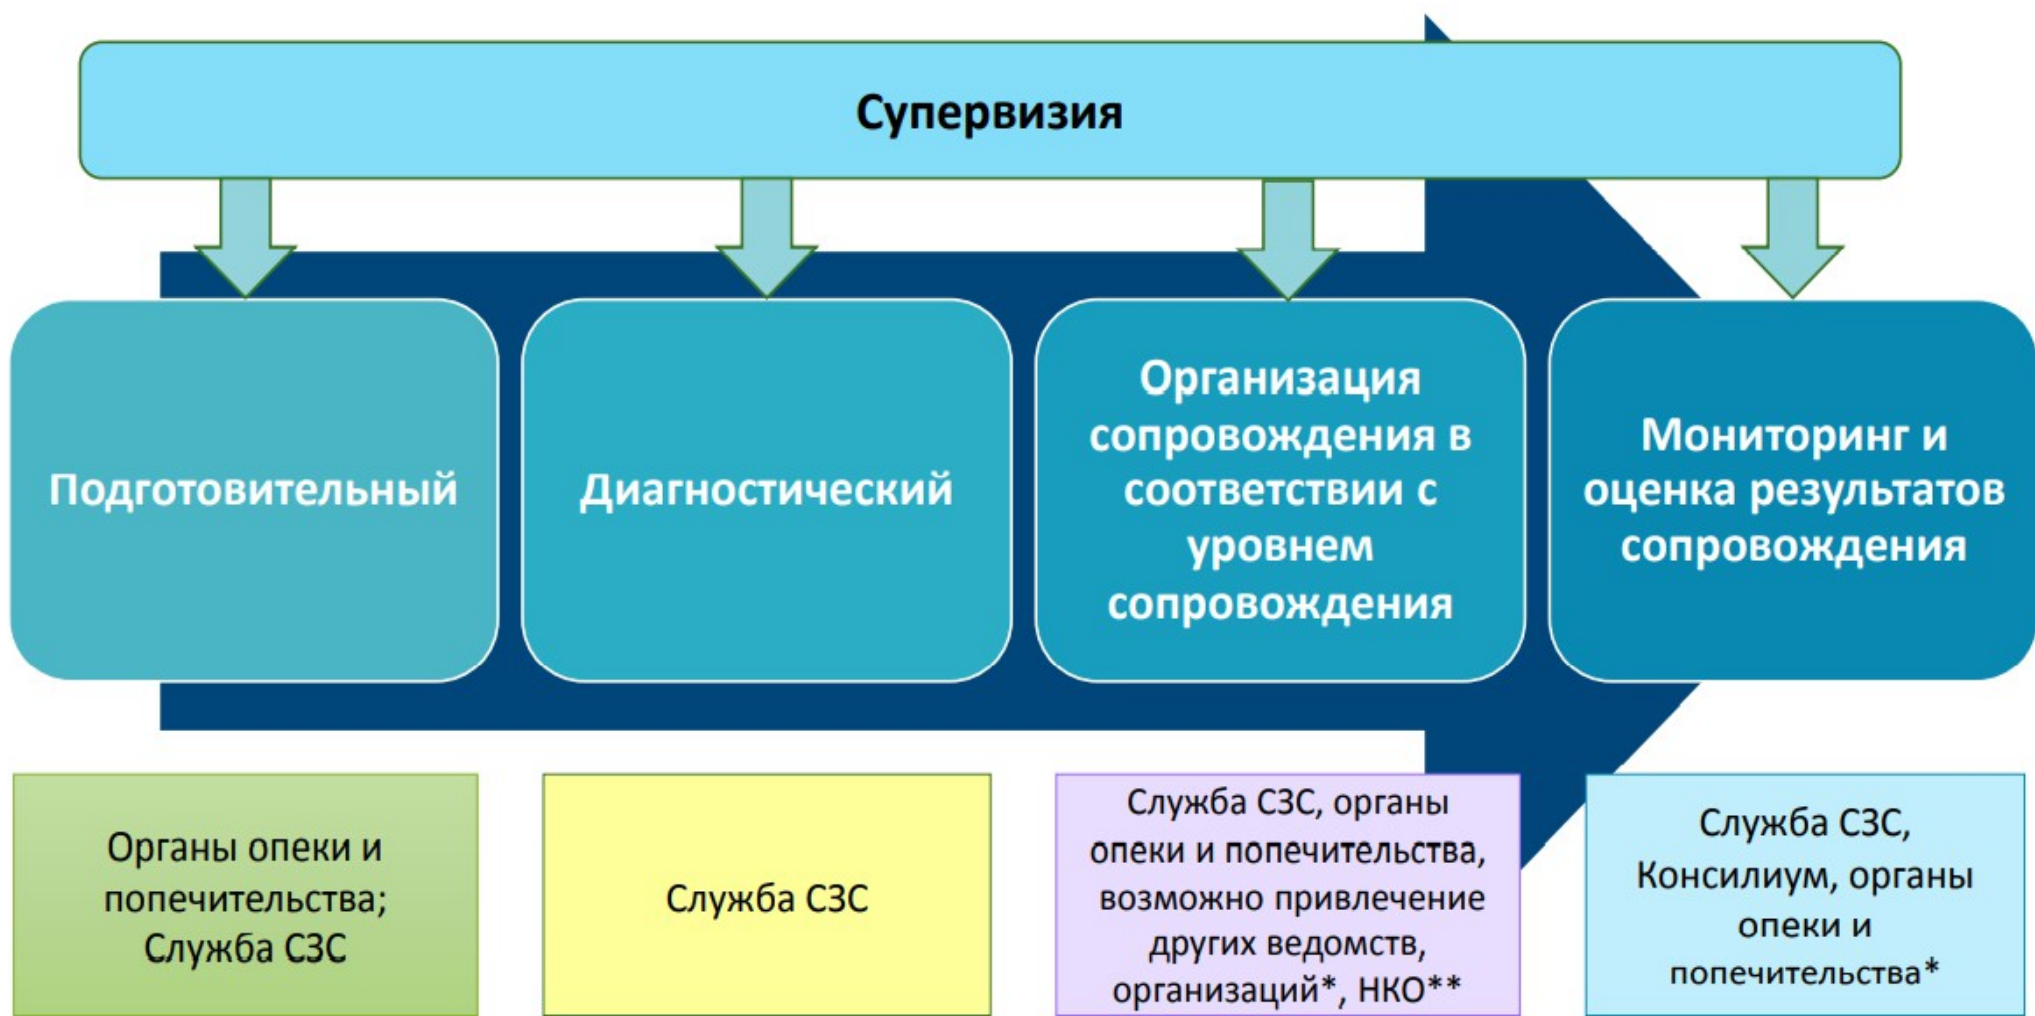 Супервизия
Подготовительный
Диагностический
Организация
сопровождения в
соответствии с
уровнем
сопровождения
Мониторинг и
оценка результатов
сопровождения
Органы опеки и
попечительства;
Служба СЗС
Служба СЗС
Служба СЗС, органы
опеки и попечительства,
возможно привлечение
других ведомств,
организаций*, НКО**
Служба СЗС,
Консилиум, органы
опеки и
попечительства*